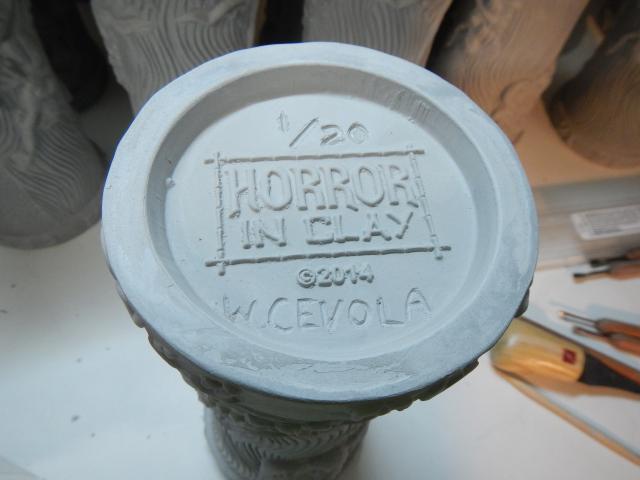 1/20
HORROR
IN CLAY
©2014
W.CEVOLA